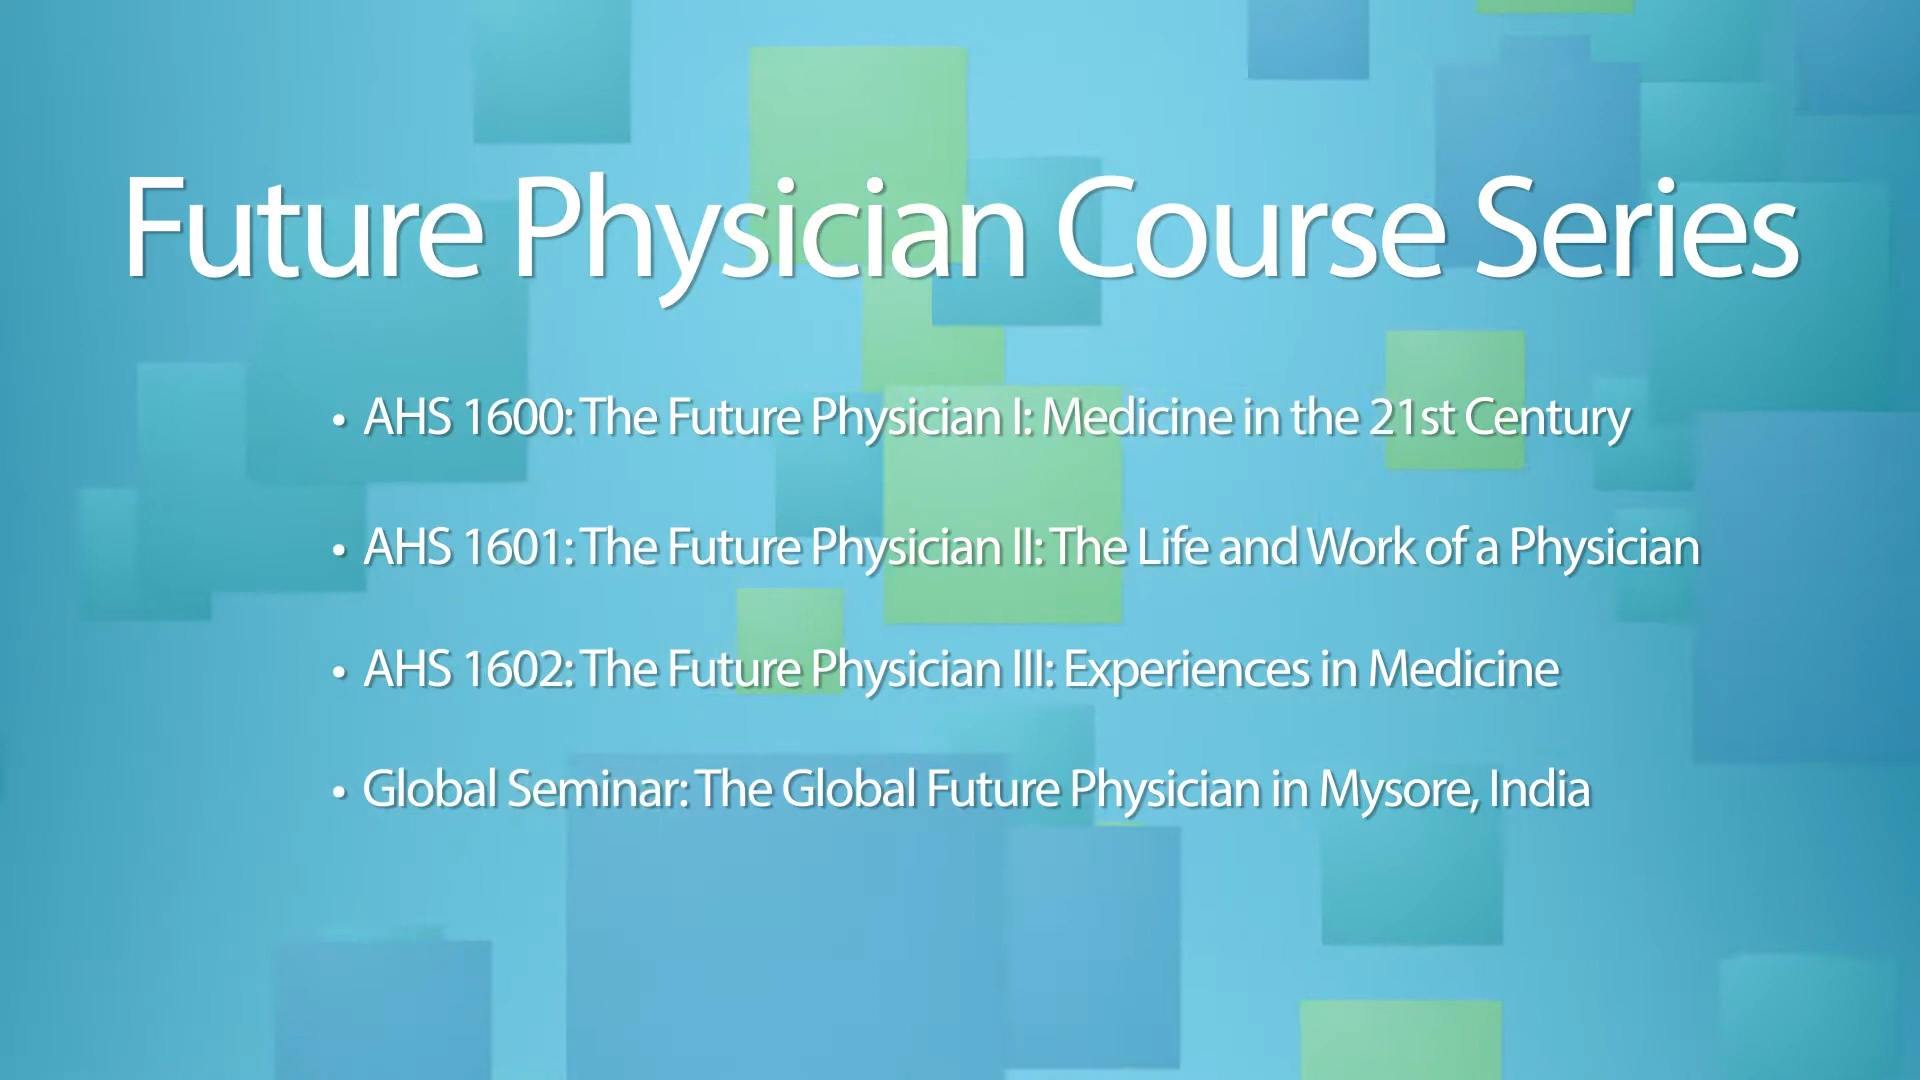 Future Physician Course Series
• AHS 1600: The Future Physician I: Medicine in the 21st Century
• AHS 1601: The Future Physician II: The Life and Work of a Physician
• AHS 1602: The Future Physician III: Experiences in Medicine
• Global Seminar: The Global Future Physician in Mysore, India